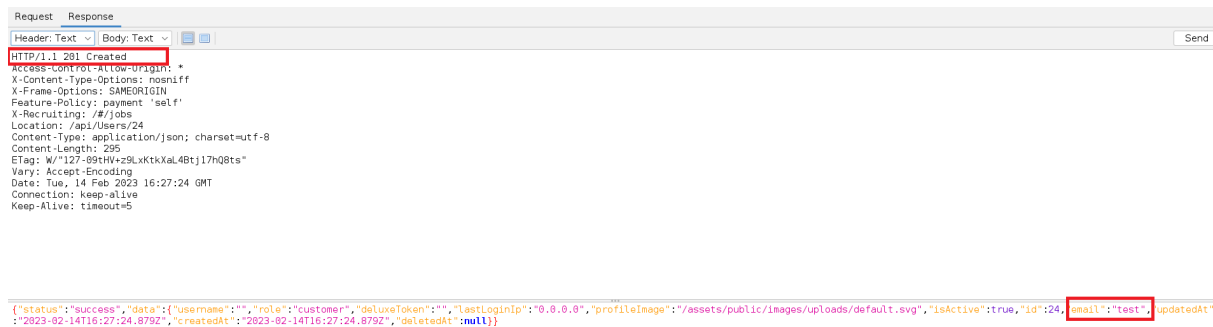 Request Response
Header: Text Body: Text Send
HTTP/1.1 201 Created
Access-Control-Allow-Origin: *
X-Content-Type-Options: nosniff
X-Frame-Options: SAMEORIGIN
Feature-Policy: payment 'self'
X-Recruiting: /#/jobs
Location: /api/Users/24
Content-Type: application/json; charset=utf-8
Content-Length: 295
ETag: W/"127-09tHV+z9LxKtkXaL4Btj17hQ8ts"
Vary: Accept-Encoding
Date: Tue, 14 Feb 2023 16:27:24 GMT
Connection: keep-alive
Keep-Alive: timeout=5
{"status":"success","data":{"username":"","role":"customer","deluxeToken":"","lastLoginIp":"0.0.0.0","profileImage":"/assets/public/images/uploads/default.svg","isActive":true,"id":24,"email":"test","updatedAt"
:"2023-02-14T16:27:24.879Z","createdAt":"2023-02-14T16:27:24.879Z","deletedAt":null}}